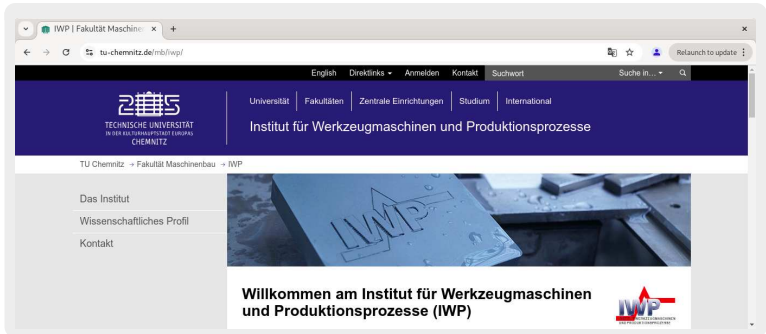 IWP | Fakultät Maschine
tu-chemnitz.de/mb/iwp/
Relaunch to update
English Direktlinks Anmelden Kontakt Suchwort Suche in...
TECHNISCHE UNIVERSITÄT
IN DER KULTURHAUPTSTADT EUROPAS
CHEMNITZ
Universität Fakultäten Zentrale Einrichtungen Studium International
Institut für Werkzeugmaschinen und Produktionsprozesse
TU Chemnitz → Fakultät Maschinenbau → IWP
Das Institut
Wissenschaftliches Profil
Kontakt
IWP
Willkommen am Institut für Werkzeugmaschinen
und Produktionsprozesse (IWP)
IWP